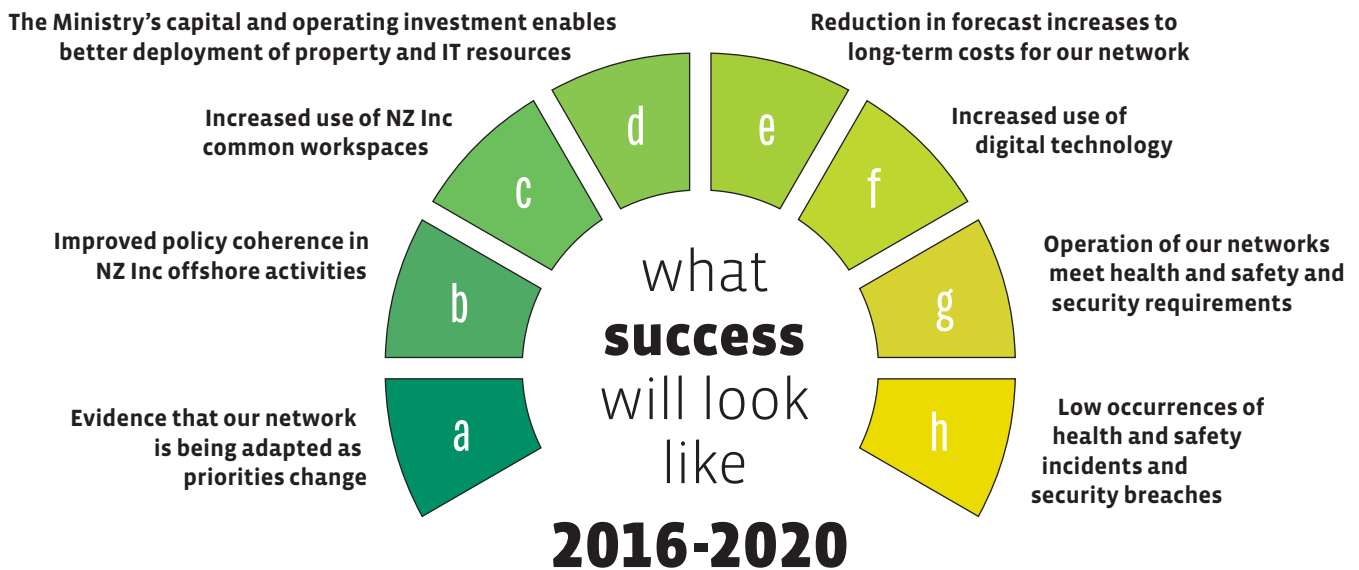 The Ministry's capital and operating investment enables
better deployment of property and IT resources
Reduction in forecast increases to
long-term costs for our network
Increased use of NZ Inc
common workspaces
Increased use of
digital technology
Improved policy coherence in
NZ Inc offshore activities
Operation of our networks
meet health and safety and
security requirements
Evidence that our network
is being adapted as
priorities change
Low occurrences of
health and safety
incidents and
security breaches
a
b
c
d
e
f
g
h
what
success
will look
like
2016-2020